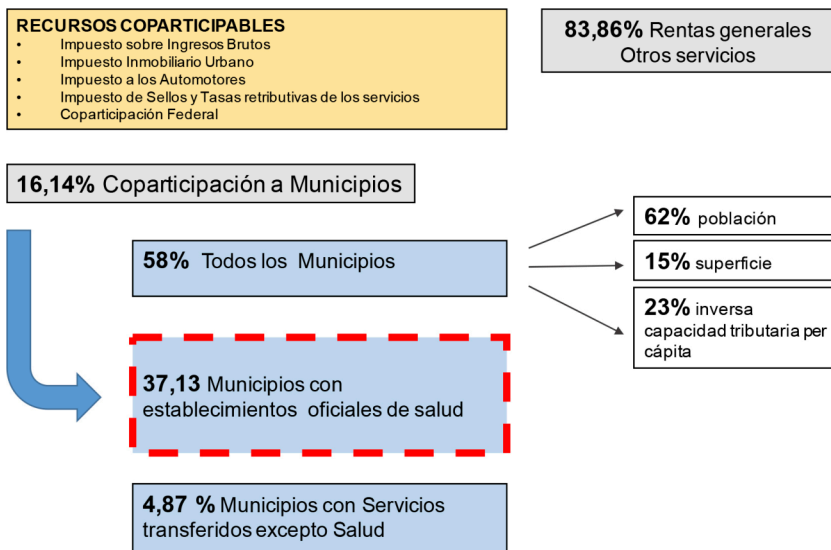 RECURSOS COPARTICIPABLES
• Impuesto sobre Ingresos Brutos
• Impuesto Inmobiliario Urbano
• Impuesto a los Automotores
• Impuesto de Sellos y Tasas retributivas de los servicios
• Coparticipación Federal
83,86% Rentas generales
Otros servicios
16,14% Coparticipación a Municipios
58% Todos los Municipios
62% población
15% superficie
23% inversa
capacidad tributaria per
cápita
37,13 Municipios con
establecimientos oficiales de salud
4,87 % Municipios con Servicios
transferidos excepto Salud